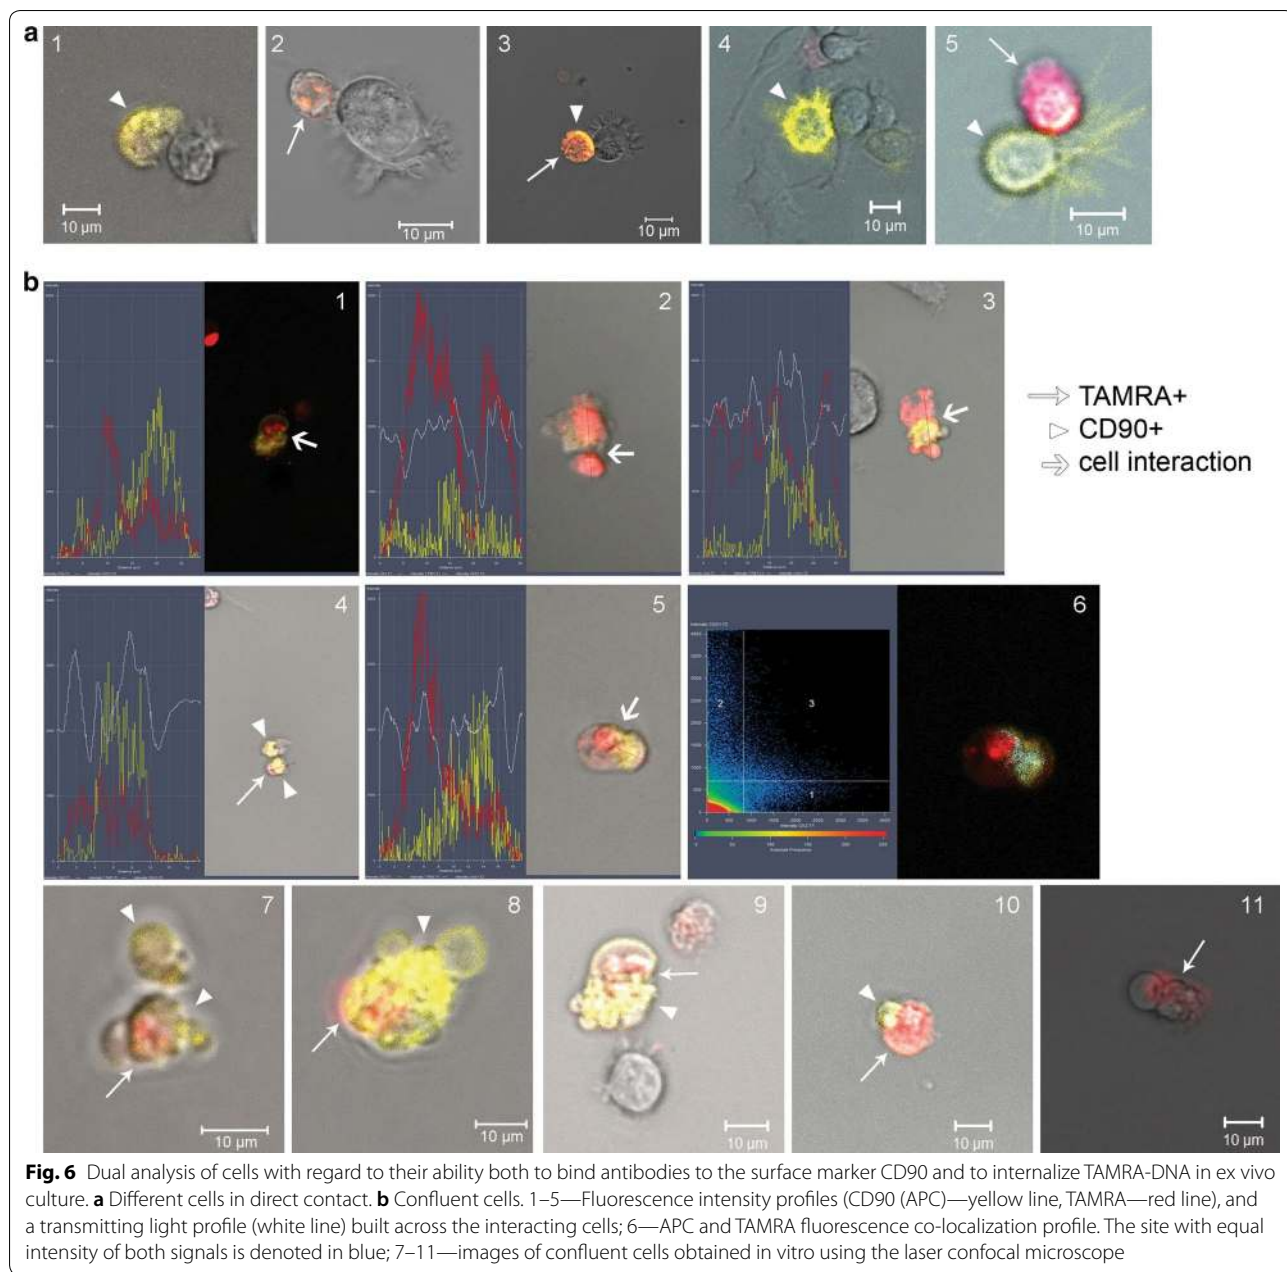 a
1 2 3 4 5
10 µm 10 µm 10 µm 10 µm 10 µm
b
1 2 3
TAMRA+
CD90+
cell interaction
4 5 6
2 3
1
7 8 9 10 11
10 µm 10 µm 10 µm 10 µm 10 µm
Fig. 6 Dual analysis of cells with regard to their ability both to bind antibodies to the surface marker CD90 and to internalize TAMRA-DNA in ex vivo
culture. a Different cells in direct contact. b Confluent cells. 1–5—Fluorescence intensity profiles (CD90 (APC)—yellow line, TAMRA—red line), and
a transmitting light profile (white line) built across the interacting cells; 6—APC and TAMRA fluorescence co-localization profile. The site with equal
intensity of both signals is denoted in blue; 7–11—images of confluent cells obtained in vitro using the laser confocal microscope